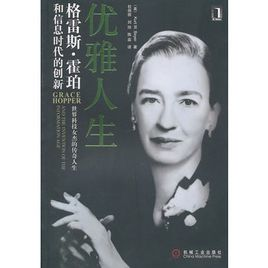 优雅人生
格雷斯·霍珀
和信息时代的创新
GRACE
HOPPER
AND THE INVENTION OF THE
INFORMATION AGE
世界科技女杰的传奇人生
机械工业出版社
China Machine Press